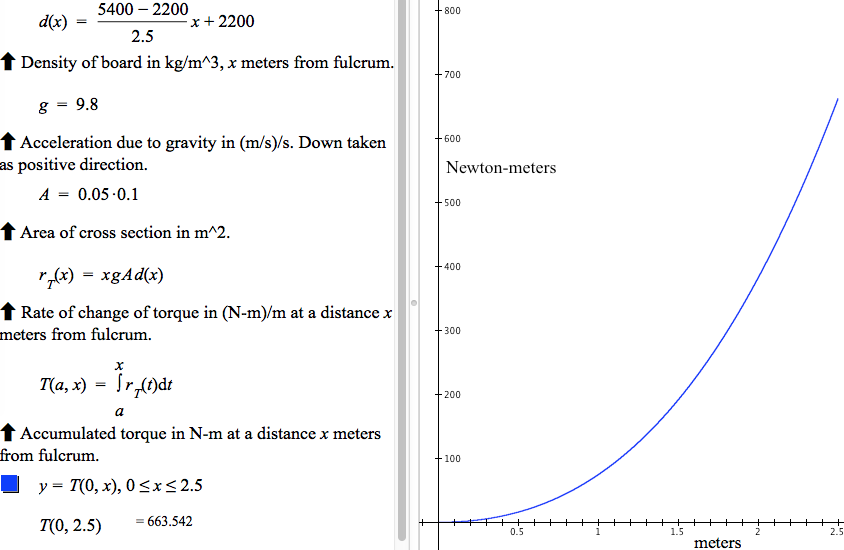 d(x) = \frac{5400 - 2200}{2.5} x + 2200
⬆ Density of board in kg/m^3, x meters from fulcrum.
g = 9.8
⬆ Acceleration due to gravity in (m/s)/s. Down taken
as positive direction.
A = 0.05·0.1
⬆ Area of cross section in m^2.
r_T(x) = xgAd(x)
⬆ Rate of change of torque in (N-m)/m at a distance x
meters from fulcrum.
T(a, x) = \int_a^x r_T(t)dt
⬆ Accumulated torque in N-m at a distance x meters
from fulcrum.
y = T(0, x), 0 ≤ x ≤ 2.5
T(0, 2.5) = 663.542
800
700
600
Newton-meters
500
400
300
200
100
0.5 1 1.5 2 2.5
meters